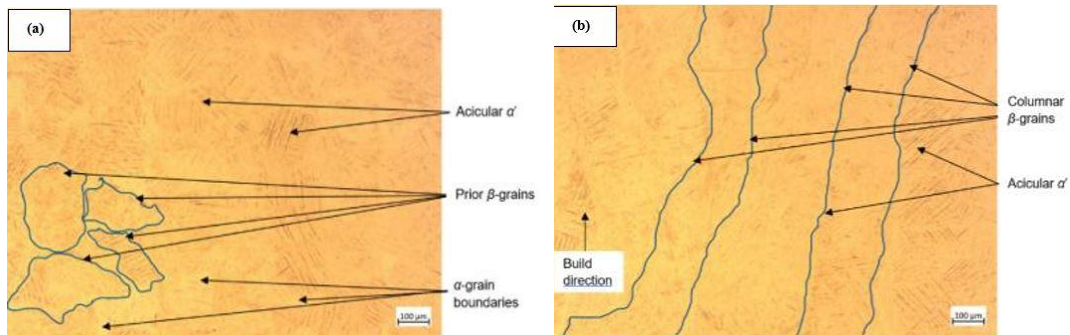 (a)
Acicular α′
Prior β-grains
α-grain
boundaries
100 μm
(b)
Columnar
β-grains
Acicular α′
Build
direction
100 μm